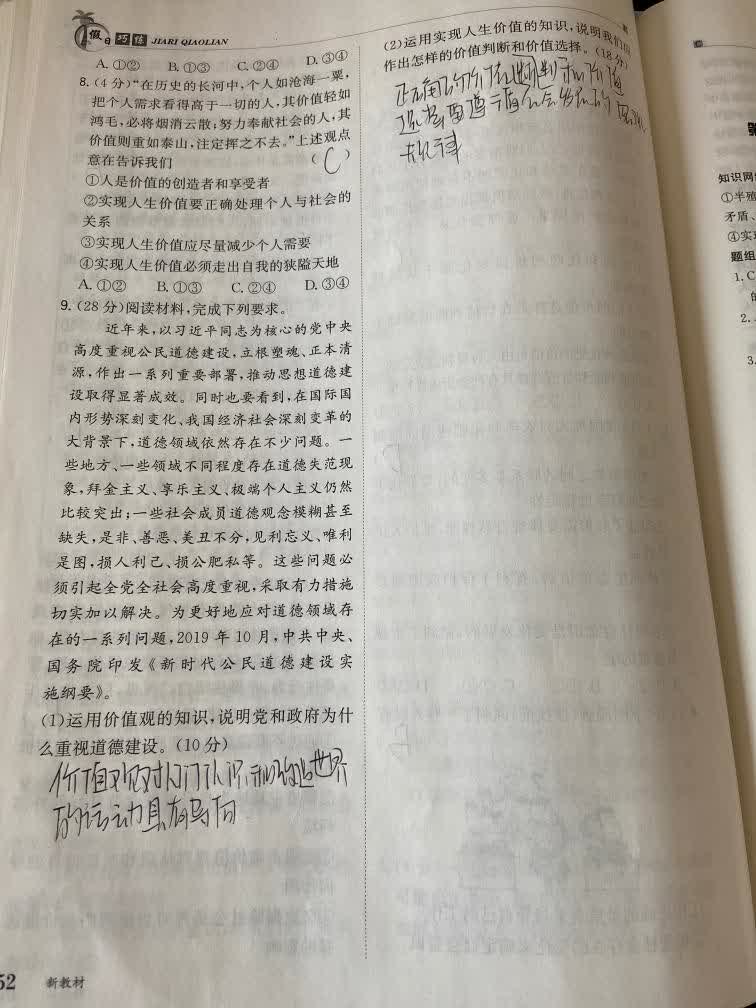 假日巧练 JIARI QIAOLIAN
A.①② B.①③ C.②④ D.③④
8.(4分)“在历史的长河中,个人如沧海一粟,
把个人需求看得高于一切的人,其价值轻如
鸿毛,必将烟消云散;努力奉献社会的人,其
价值则重如泰山,注定挥之不去。”上述观点
意在告诉我们 ( C )
①人是价值的创造者和享受者
②实现人生价值要正确处理个人与社会的
关系
③实现人生价值应尽量减少个人需要
④实现人生价值必须走出自我的狭隘天地
A.①② B.①③ C.②④ D.③④
9.(28分)阅读材料,完成下列要求。
近年来,以习近平同志为核心的党中央
高度重视公民道德建设,立根塑魂、正本清
源,作出一系列重要部署,推动思想道德建
设取得显著成效。同时也要看到,在国际国
内形势深刻变化、我国经济社会深刻变革的
大背景下,道德领域依然存在不少问题。一
些地方、一些领域不同程度存在道德失范现
象,拜金主义、享乐主义、极端个人主义仍然
比较突出;一些社会成员道德观念模糊甚至
缺失,是非、善恶、美丑不分,见利忘义、唯利
是图,损人利己、损公肥私等。这些问题必
须引起全党全社会高度重视,采取有力措施
切实加以解决。为更好地应对道德领域存
在的一系列问题,2019年10月,中共中央、
国务院印发《新时代公民道德建设实
施纲要》。
(1)运用价值观的知识,说明党和政府为什
么重视道德建设。(10分)
价值观对人们认识和改造世界
的活动具有导向
52 新教材
(2)运用实现人生价值的知识,说明我们应
作出怎样的价值判断和价值选择。(18分)
正确的价值判断和价值
选择要遵循社会发展的客观
规律
知识网
①半殖
矛盾、
④实
题组
1.C
2.
3.